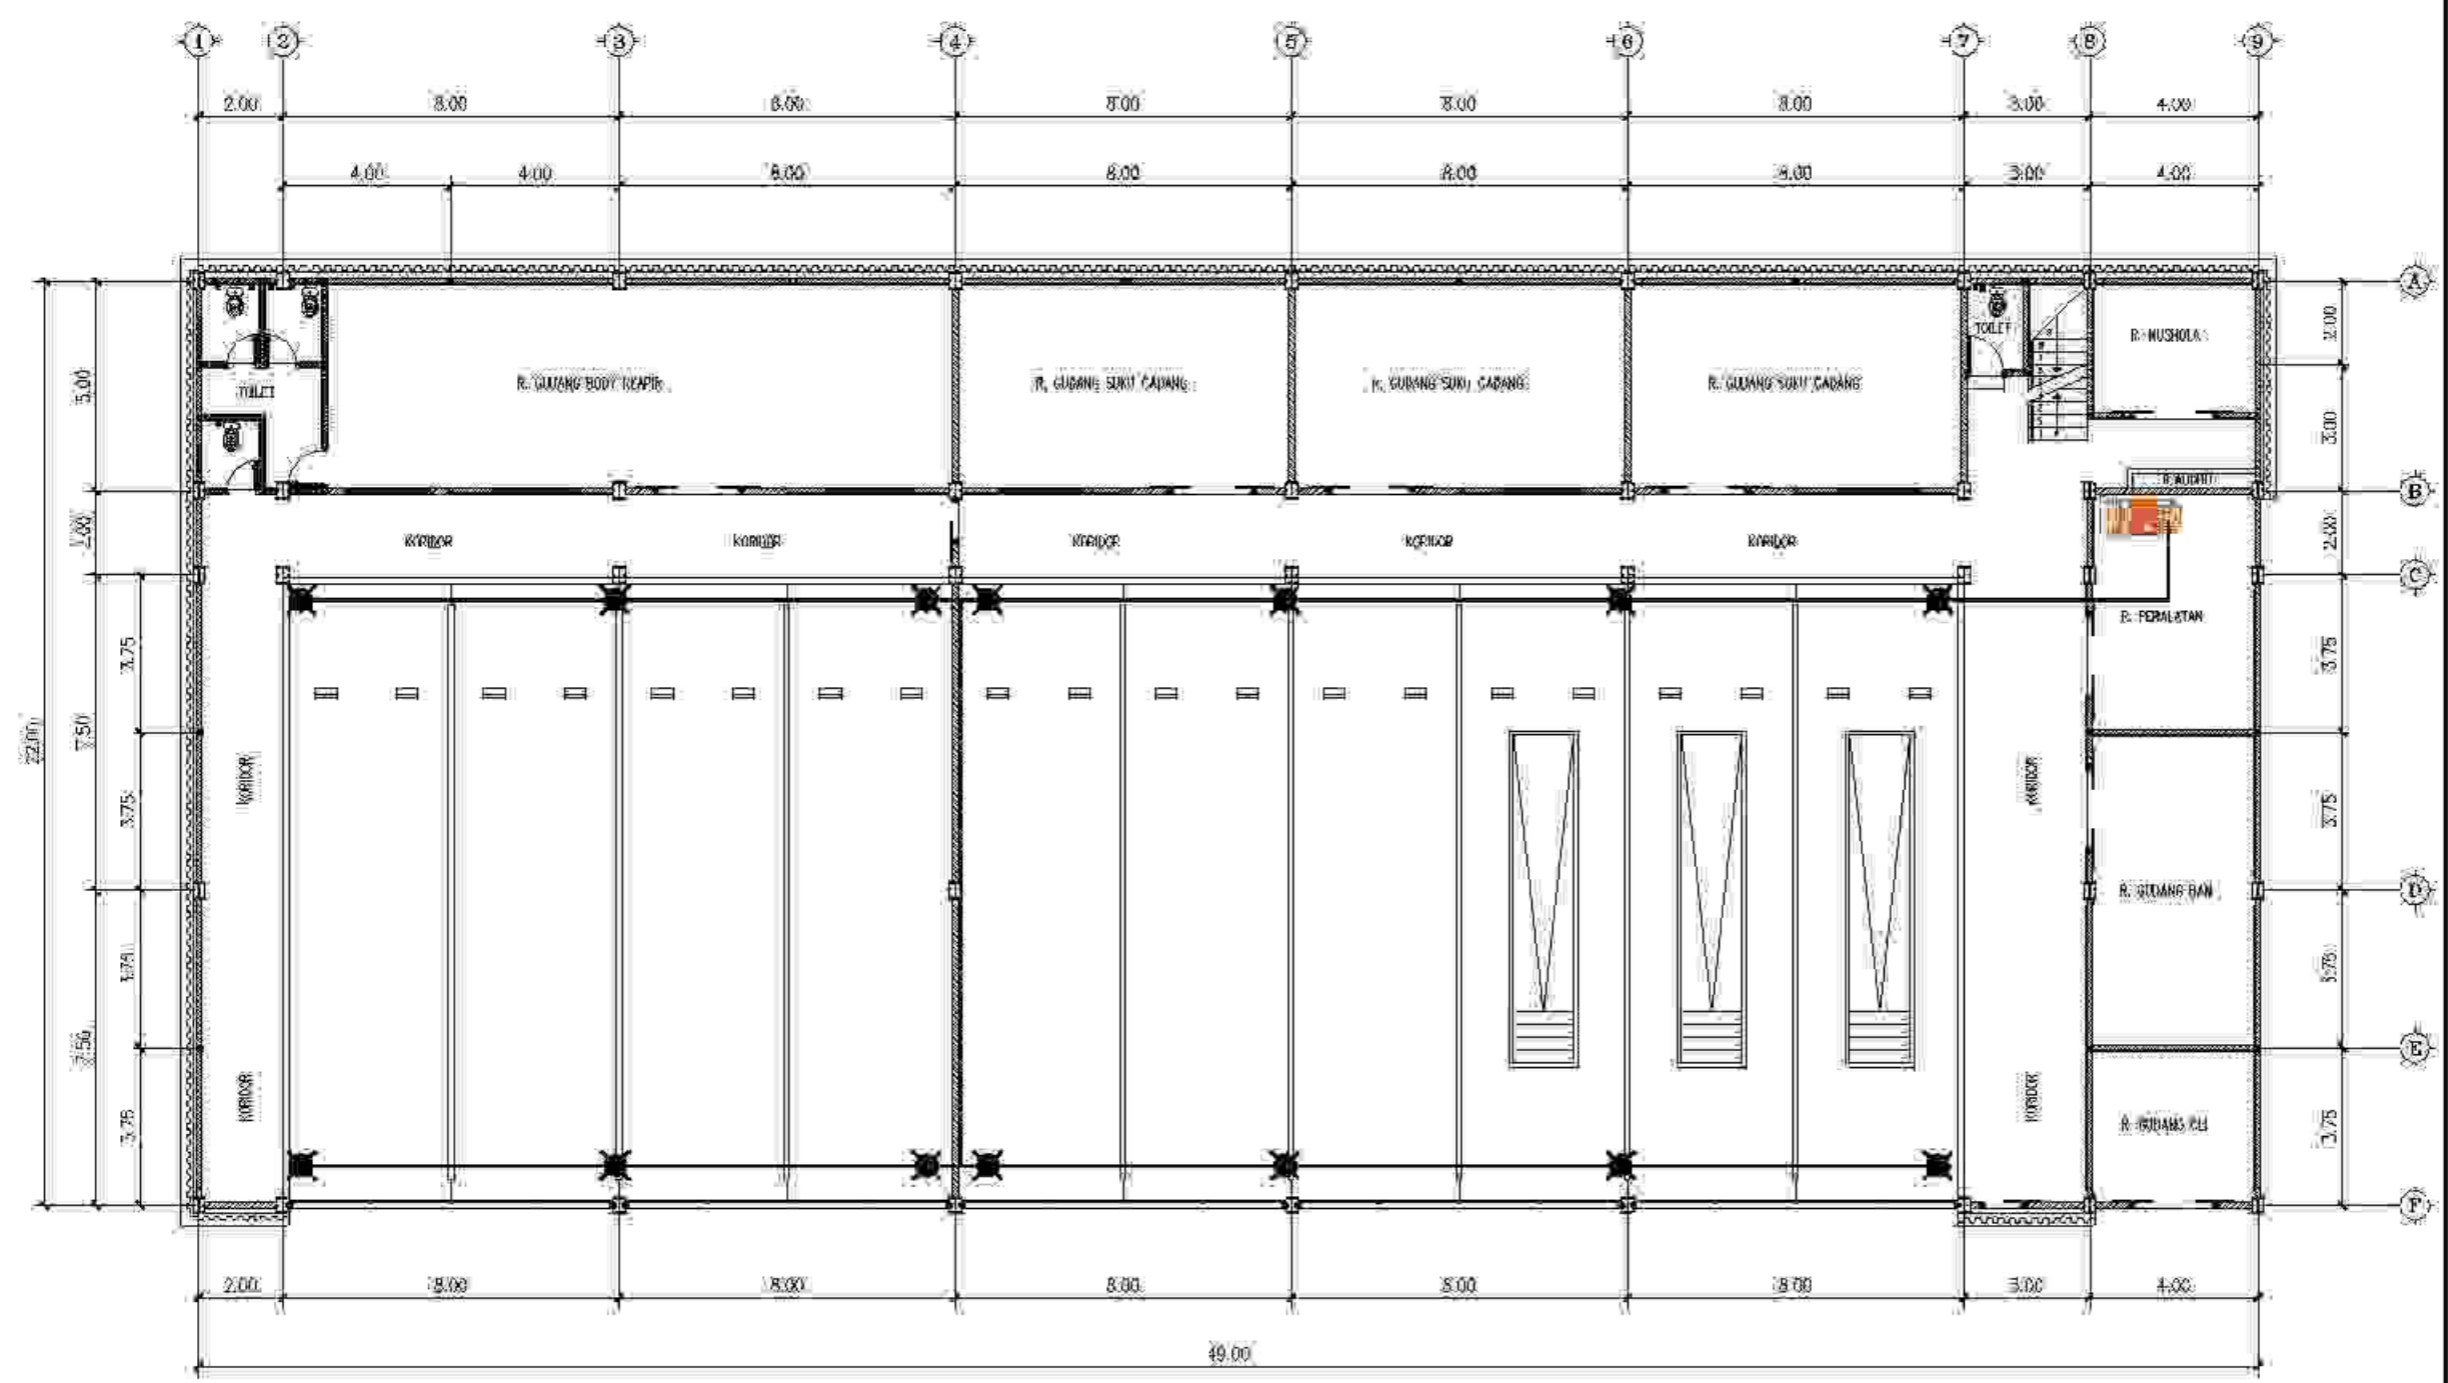 1 2 3 4 5 6 7 8 9
2.00 8.00 8.00 8.00 8.00 8.00 3.00 4.00
4.00 4.00 8.00 8.00 8.00 8.00 3.00 4.00
A
2.00
TOILET
R. MUSHOLA
5.00
TOILET
R. GUDANG BODY REAPIR
R. GUDANG SUKU CADANG
R. GUDANG SUKU CADANG
R. GUDANG SUKU CADANG
3.00
B
2.00
KORIDOR KORIDOR KORIDOR KORIDOR KORIDOR
2.00
C
R. PERALATAN
3.75
3.75
22.00
7.50
KORIDOR
KORIDOR
3.75
3.75
D
R. GUDANG BAN
3.75
3.75
7.50
E
KORIDOR
KORIDOR
3.75
R. GUDANG
3.75
F
2.00 8.00 8.00 8.00 8.00 8.00 3.00 4.00
49.00